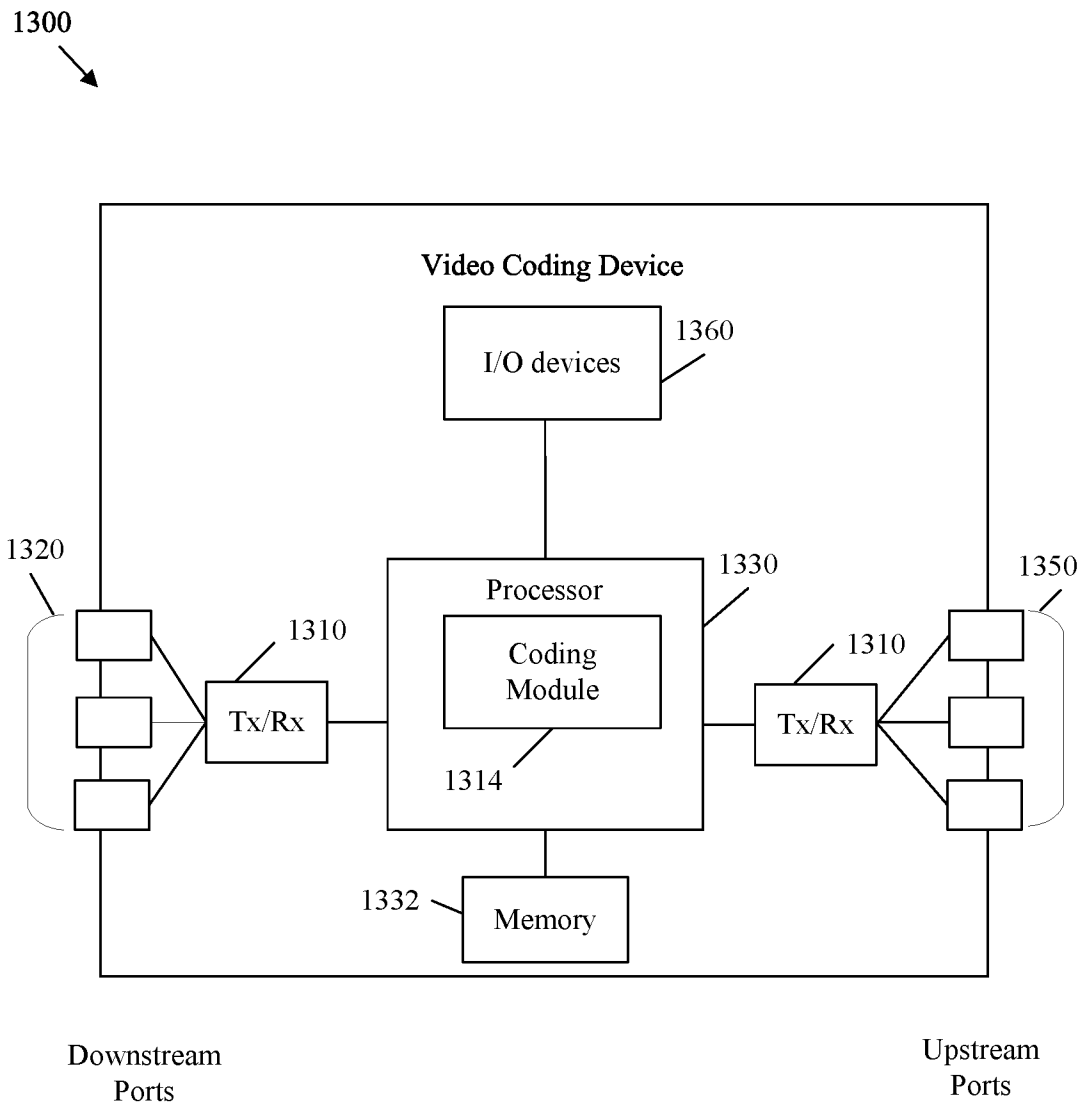 1300
Video Coding Device
I/O devices
1360
1320
1310
Tx/Rx
Processor
1330
Coding
Module
1314
1310
Tx/Rx
1350
1332
Memory
Downstream
Ports
Upstream
Ports